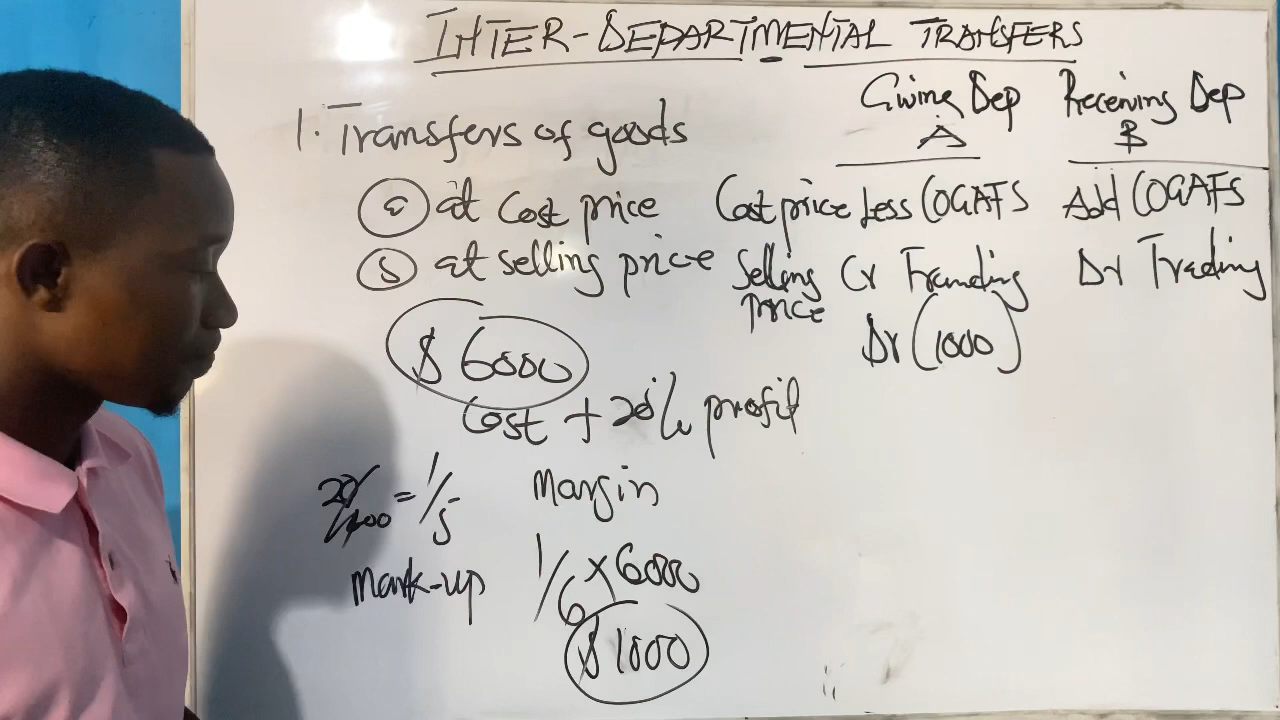 INTER-DEPARTMENTAL TRANSFERS
Giving Dep Receiving Dep
1. Transfers of goods A B
(a) at Cost price Cost price Less COGAFS Add COGAFS
(b) at selling price Selling price Cr Tranding Dr Trading
$ 6000 Dr (1000)
Cost + 20% profit
20/100 = 1/5 Margin
mark-up 1/6 × 6000
$ 1000